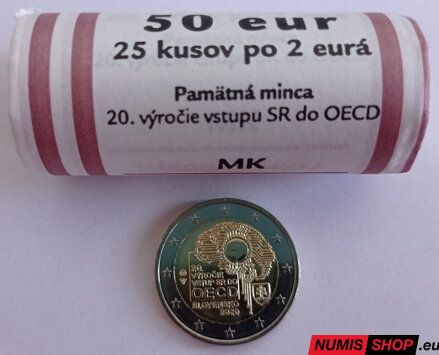 50 eur
25 kusov po 2 eurá
Pamätná minca
20. výročie vstupu SR do OECD
MK
20.
VÝROČIE
VSTUP SR DO
OECD
SLOVENSKO
2020
NUMIS SHOP.eu